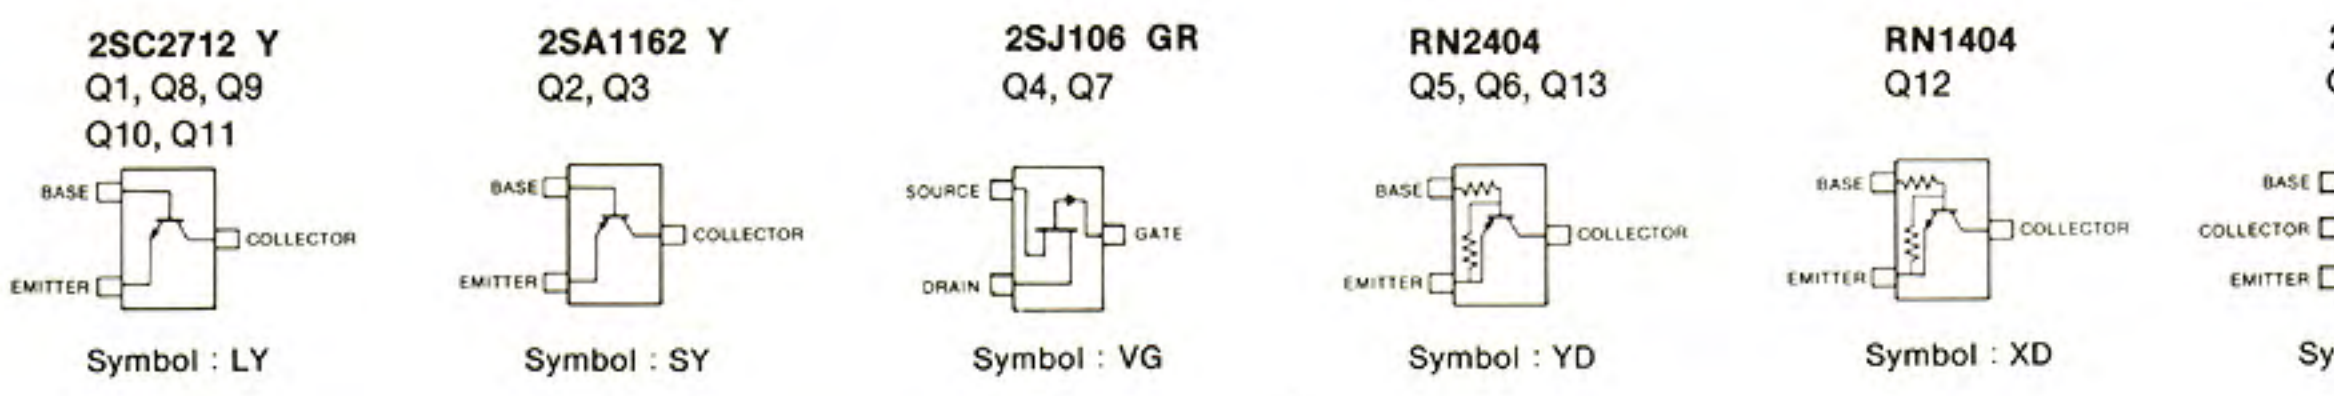 2SC2712 Y
Q1, Q8, Q9
Q10, Q11
BASE
EMITTER
COLLECTOR
Symbol : LY
2SA1162 Y
Q2, Q3
BASE
EMITTER
COLLECTOR
Symbol : SY
2SJ106 GR
Q4, Q7
SOURCE
DRAIN
GATE
Symbol : VG
RN2404
Q5, Q6, Q13
BASE
EMITTER
COLLECTOR
Symbol : YD
RN1404
Q12
BASE
EMITTER
COLLECTOR
Symbol : XD
BASE
COLLECTOR
EMITTER
Sy